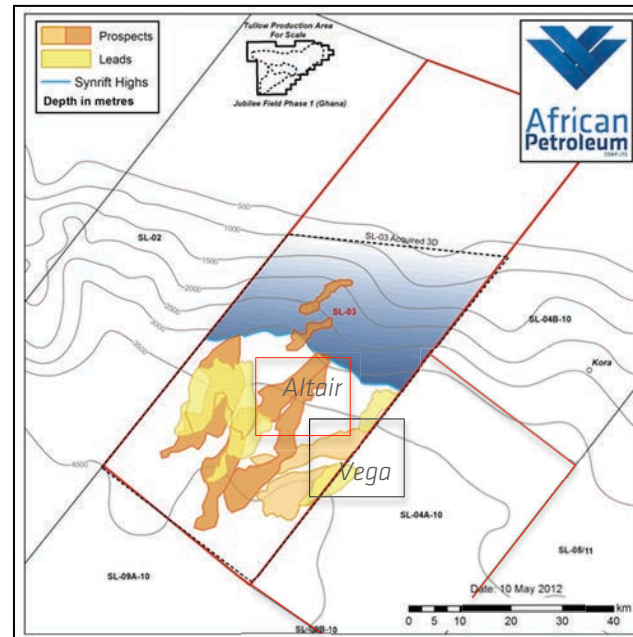 Prospects
Leads
Synrift Highs
Depth in metres
Tullow Production Area
For Scale
Jubilee Field Phase 1 (Ghana)
African
Petroleum
500
1000
1500
2000
2500
3000
3500
4000
SL-03 Acquired 3D
SL-02
SL-03
SL-04B-10
Kora
Altair
Vega
SL-04A-10
SL-09A-10
SL-05/11
Date: 10 May 2012
km
0 5 10 20 30 40